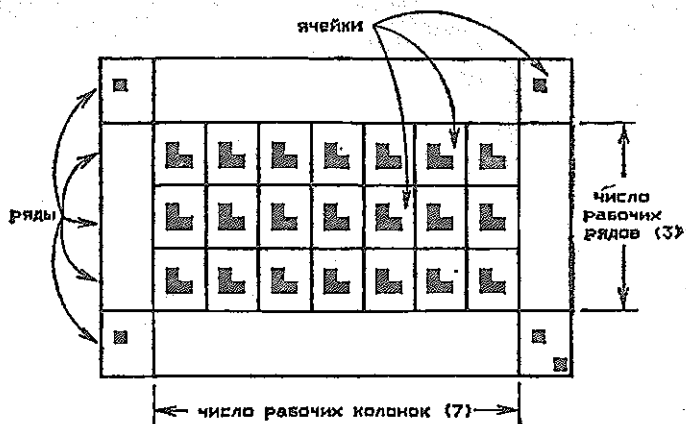 ячейки
ряды
число
рабочих
рядов (3)
число рабочих колонок (7)